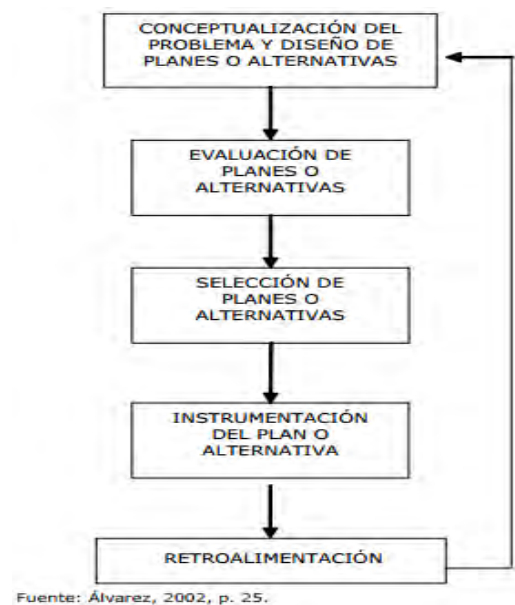 CONCEPTUALIZACIÓN DEL
PROBLEMA Y DISEÑO DE
PLANES O ALTERNATIVAS
EVALUACIÓN DE
PLANES O
ALTERNATIVAS
SELECCIÓN DE
PLANES O
ALTERNATIVAS
INSTRUMENTACIÓN
DEL PLAN O
ALTERNATIVA
RETROALIMENTACIÓN
Fuente: Álvarez, 2002, p. 25.